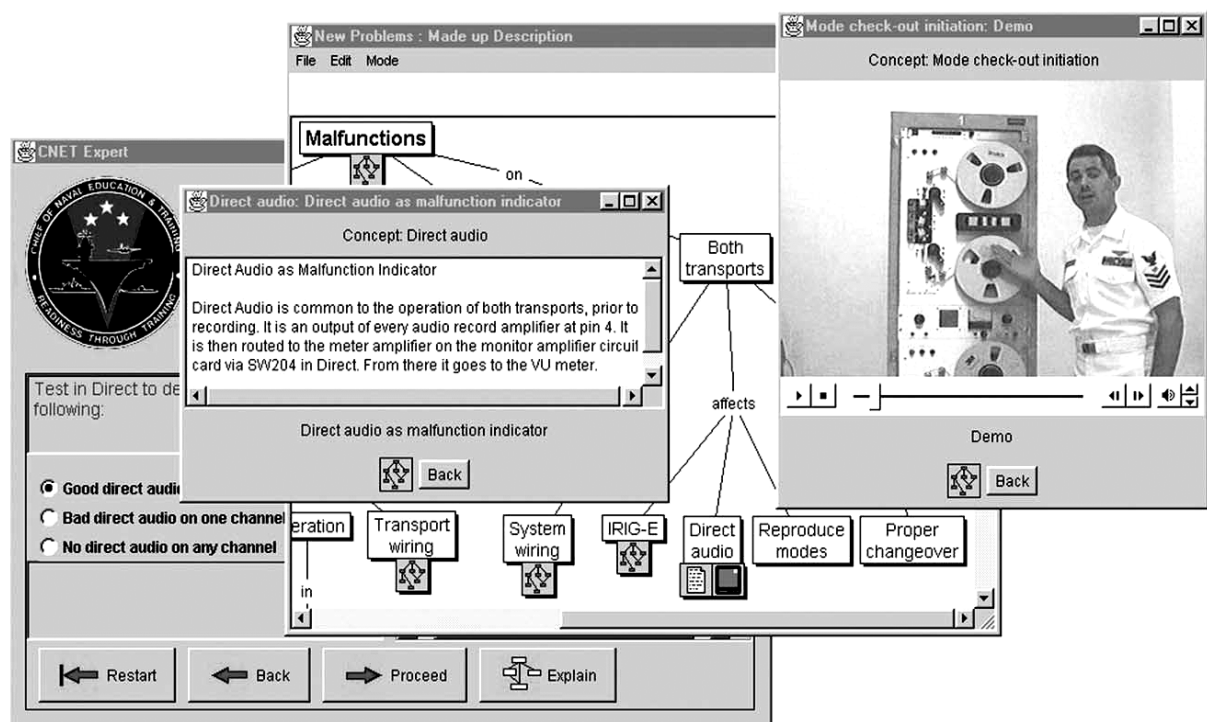 New Problems : Made up Description
File Edit Mode
Malfunctions
on
Both
transports
affects
eration
Transport
wiring
System
wiring
IRIG-E
Direct
audio
Reproduce
modes
Proper
changeover
in
Mode check-out initiation: Demo
Concept: Mode check-out initiation
1
Demo
Back
CNET Expert
CHIEF OF NAVAL EDUCATION & TRAINING
READINESS THROUGH TRAINING
Test in Direct to de
following:
Good direct audio
Bad direct audio on one channel
No direct audio on any channel
Restart
Back
Proceed
Explain
Direct audio: Direct audio as malfunction indicator
Concept: Direct audio
Direct Audio as Malfunction Indicator
Direct Audio is common to the operation of both transports, prior to
recording. It is an output of every audio record amplifier at pin 4. It
is then routed to the meter amplifier on the monitor amplifier circuit
card via SW204 in Direct. From there it goes to the VU meter.
Direct audio as malfunction indicator
Back